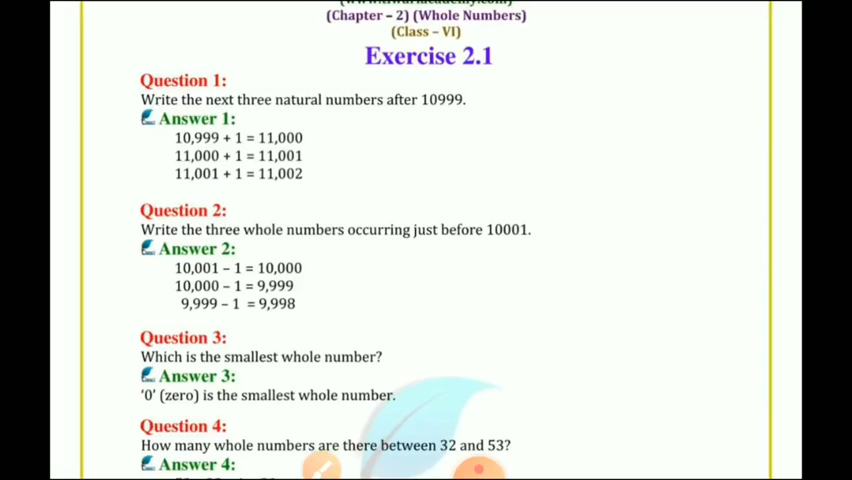 (Chapter – 2) (Whole Numbers)
(Class – VI)
Exercise 2.1
Question 1:
Write the next three natural numbers after 10999.
Answer 1:
10,999 + 1 = 11,000
11,000 + 1 = 11,001
11,001 + 1 = 11,002
Question 2:
Write the three whole numbers occurring just before 10001.
Answer 2:
10,001 – 1 = 10,000
10,000 – 1 = 9,999
9,999 – 1 = 9,998
Question 3:
Which is the smallest whole number?
Answer 3:
‘0’ (zero) is the smallest whole number.
Question 4:
How many whole numbers are there between 32 and 53?
Answer 4: